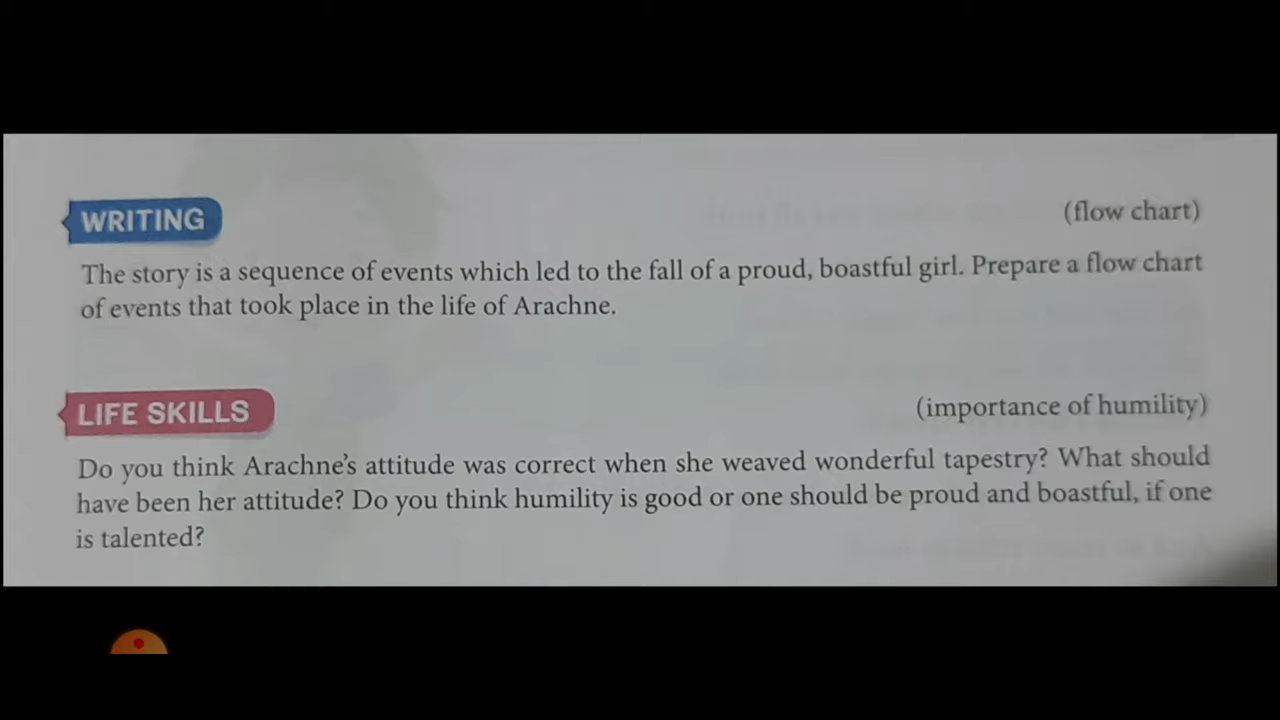 WRITING (flow chart)
The story is a sequence of events which led to the fall of a proud, boastful girl. Prepare a flow chart
of events that took place in the life of Arachne.
LIFE SKILLS (importance of humility)
Do you think Arachne's attitude was correct when she weaved wonderful tapestry? What should
have been her attitude? Do you think humility is good or one should be proud and boastful, if one
is talented?